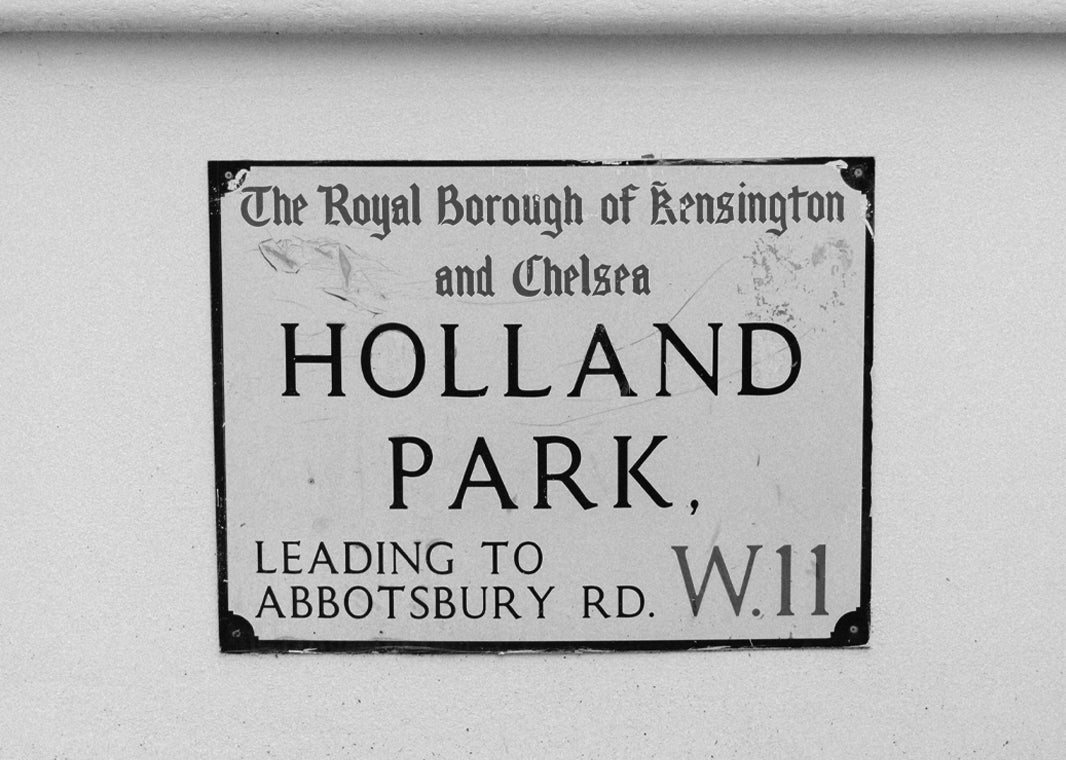 The Royal Borough of Kensington
and Chelsea
HOLLAND
PARK,
LEADING TO
ABBOTSBURY RD. W.11